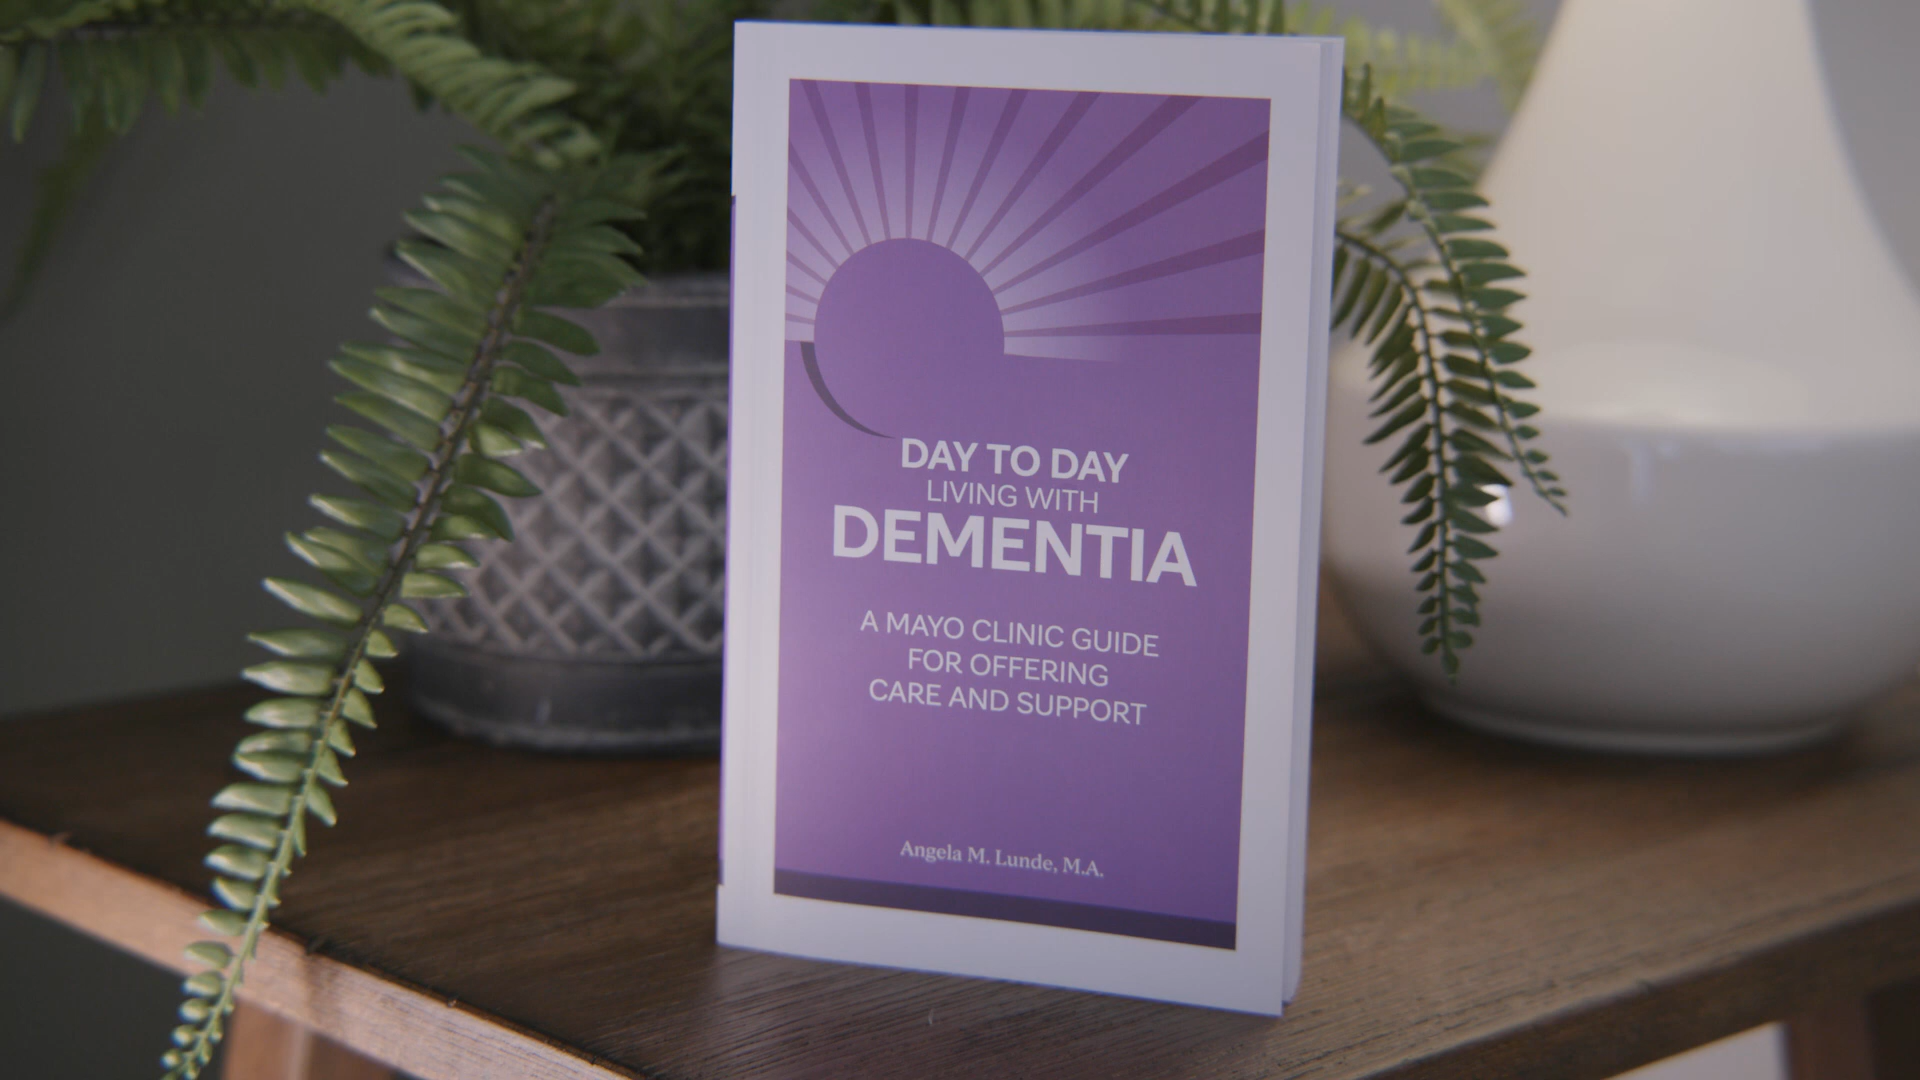 DAY TO DAY
LIVING WITH
DEMENTIA
A MAYO CLINIC GUIDE
FOR OFFERING
CARE AND SUPPORT
Angela M. Lunde, M.A.